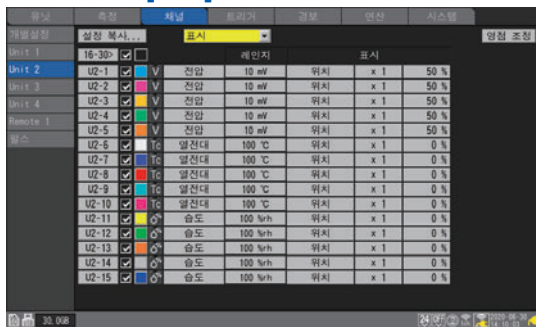 유닛 측정 채널 트리거 경보 연산 시스템
개별설정 설정 복사... 표시 영점 조정
Unit 1 16-30> 레인지 표시
Unit 2 U2-1 V 전압 10 mV 위치 x 1 50 %
U2-2 V 전압 10 mV 위치 x 1 50 %
Unit 3 U2-3 V 전압 10 mV 위치 x 1 50 %
Unit 4 U2-4 V 전압 10 mV 위치 x 1 50 %
Remote 1 U2-5 V 전압 10 mV 위치 x 1 50 %
펄스 U2-6 Tc 열전대 100 ℃ 위치 x 1 0 %
U2-7 Tc 열전대 100 ℃ 위치 x 1 0 %
U2-8 Tc 열전대 100 ℃ 위치 x 1 0 %
U2-9 Tc 열전대 100 ℃ 위치 x 1 0 %
U2-10 Tc 열전대 100 ℃ 위치 x 1 0 %
U2-11 습도 100 %rh 위치 x 1 0 %
U2-12 습도 100 %rh 위치 x 1 0 %
U2-13 습도 100 %rh 위치 x 1 0 %
U2-14 습도 100 %rh 위치 x 1 0 %
U2-15 습도 100 %rh 위치 x 1 0 %
30.0GB